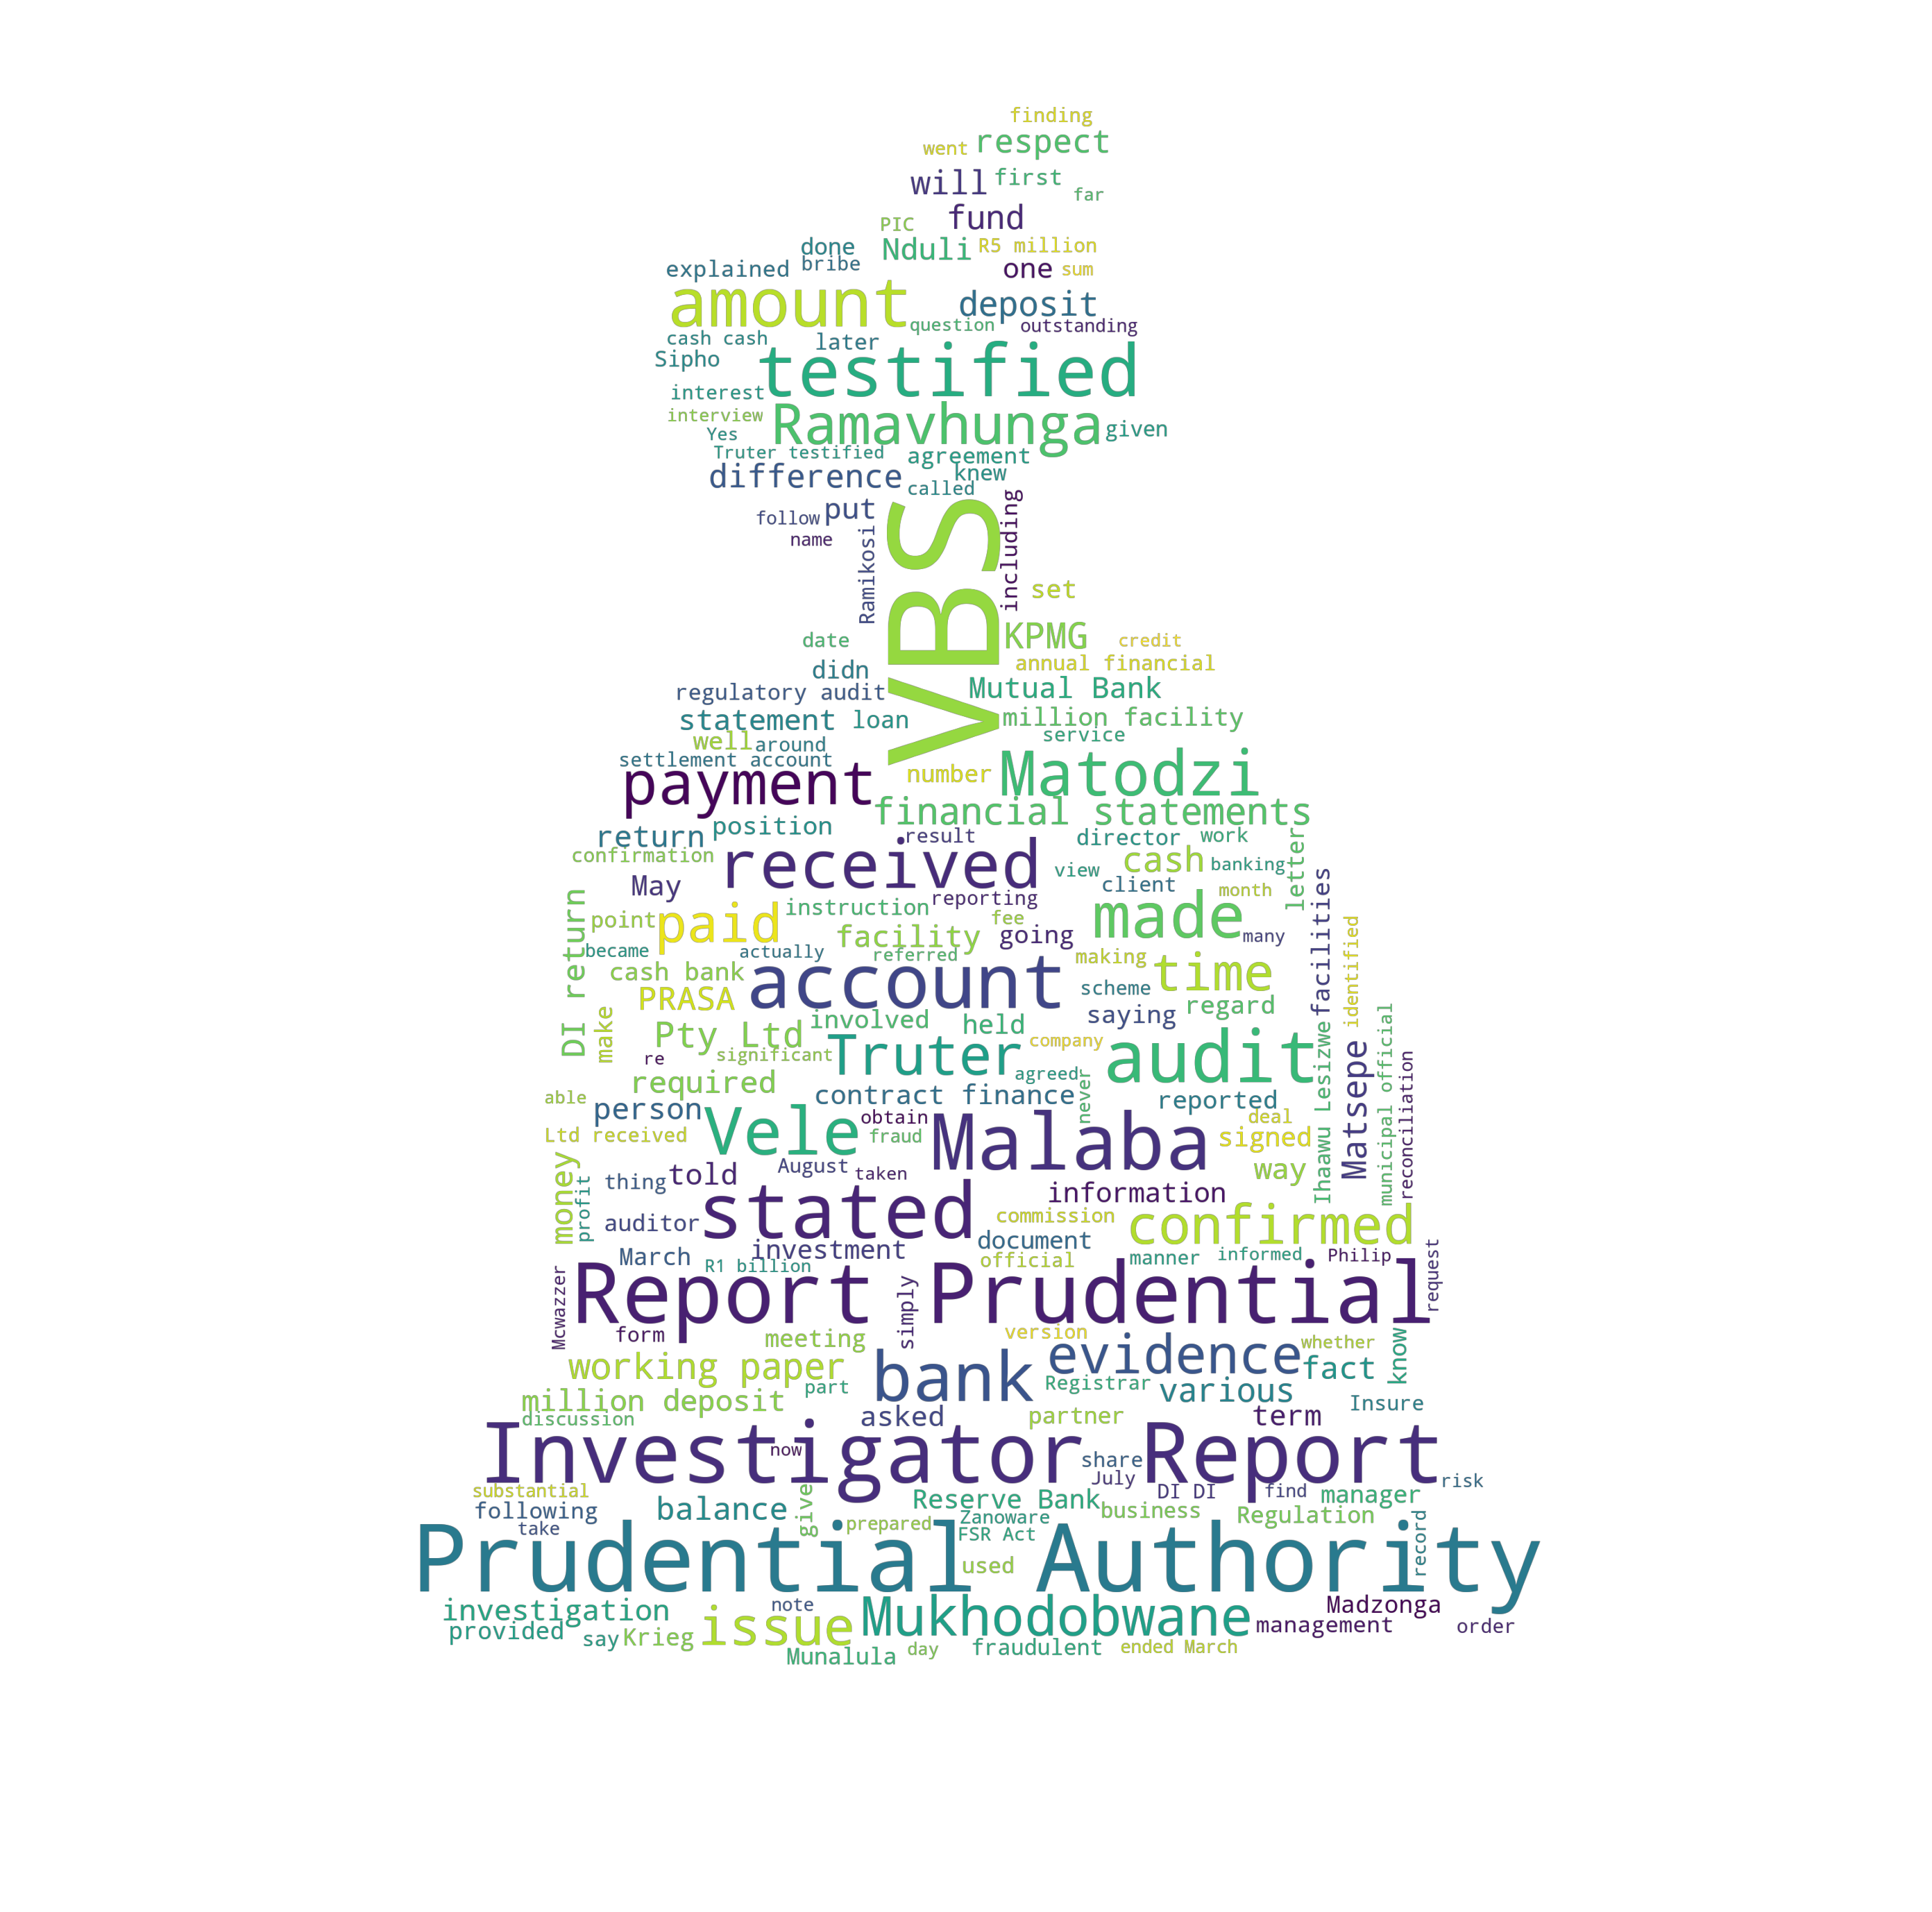 finding
went respect
will first
far
fund
PIC
Nduli R5 million
done
explained bribe one sum
amount deposit
question outstanding
cash cash later
Sipho testified
interest
interview Ramavhunga given
Yes
Truter testified agreement
difference knew
called
put including
follow
name Ramikosi
VBS
set
date KPMG credit
didn annual financial
regulatory audit Mutual Bank
statement loan million facility
well around service
settlement account
payment number Matodzi
financial statements
return position result director work
confirmation received view cash banking letter
May client month
reporting facilities
point paid instruction fee made
DI return became actually facility going many
referred
cash bank account making time identified
PRASA scheme
make involved held saying regard
Pty Ltd Truter company audit Ihaawu Lesizwe
re significant agreed Matsepe municipal official
required contract finance never reported reconciliation
able person Vele obtain Malaba deal
Ltd received fraud signed
money told August taken way
profit thing stated information
auditor commission confirmed
March investment document
R1 billion official manner informed Philip request
Mcwazzer Report simply Prudential
form meeting version whether
working paper bank evidence fact know
million deposit part Registrar various
discussion asked partner term Insure
Investigator Report
now share
July risk
substantial DI DI find manager
following balance give Reserve Bank business Regulation
take prepared Zanoware record
FSR Act
Prudential Authority
used
investigation note Mukhodobwane Madzonga
provided say Krieg issue management order
Munalula day fraudulent ended March